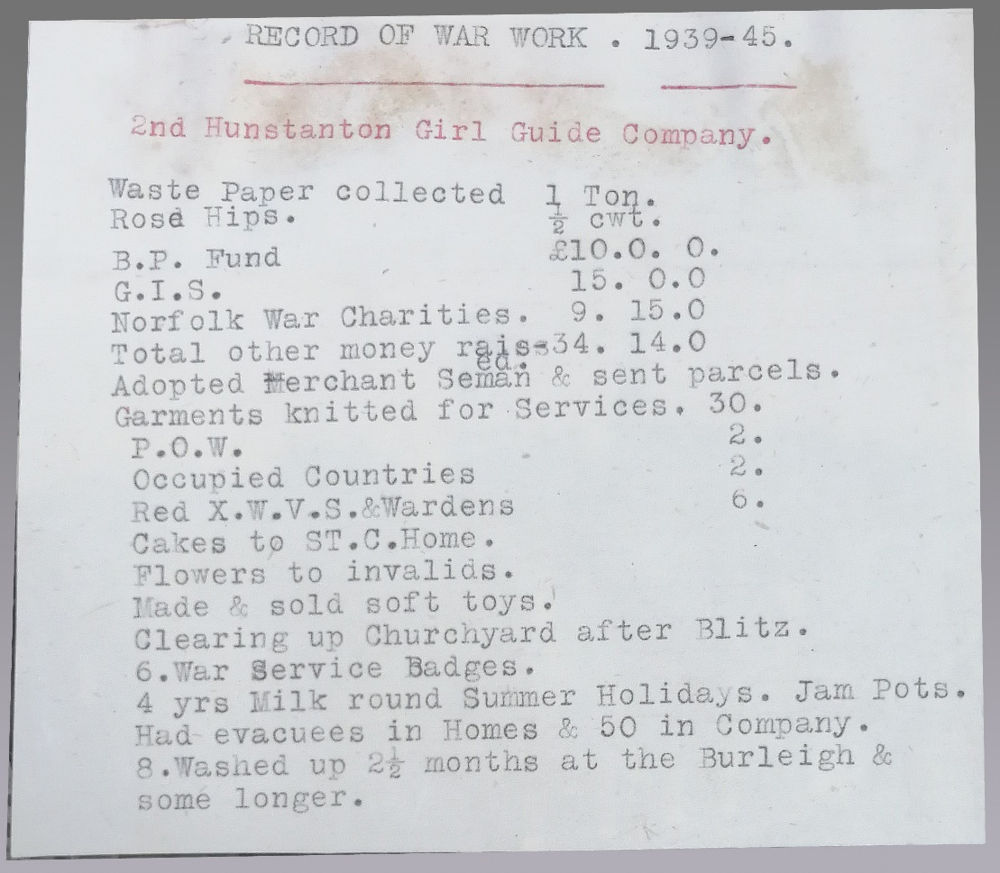 RECORD OF WAR WORK . 1939-45.
2nd Hunstanton Girl Guide Company.
Waste Paper collected 1 Ton.
Rose Hips. ½ cwt.
B.P. Fund £10.0. 0.
G.I.S. 15. 0.0
Norfolk War Charities. 9. 15.0
Total other money rais-34. 14.0
ed.
Adopted Merchant Seman & sent parcels.
Garments knitted for Services. 30.
P.O.W. 2.
Occupied Countries 2.
Red X.W.V.S.&Wardens 6.
Cakes to ST.C.Home.
Flowers to invalids.
Made & sold soft toys.
Clearing up Churchyard after Blitz.
6.War Service Badges.
4 yrs Milk round Summer Holidays. Jam Pots.
Had evacuees in Homes & 50 in Company.
8.Washed up 2½ months at the Burleigh &
some longer.